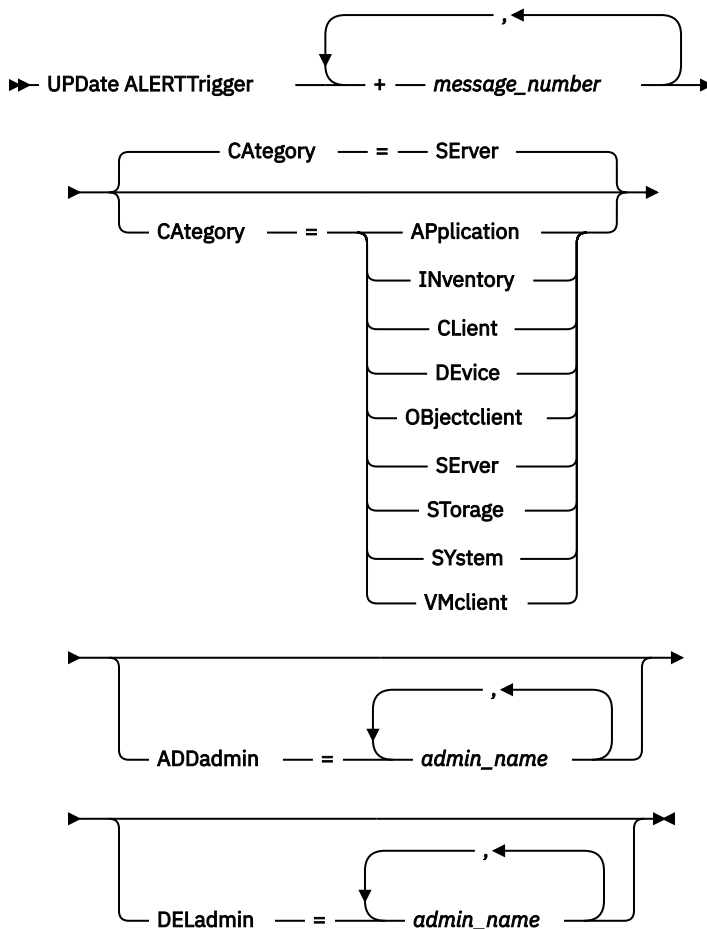 ,
UPDate ALERTTrigger + message_number
CAtegory = SErver
CAtegory = APplication
INventory
CLient
DEvice
OBjectclient
SErver
STorage
SYstem
VMclient
,
ADDadmin = admin_name
,
DELadmin = admin_name